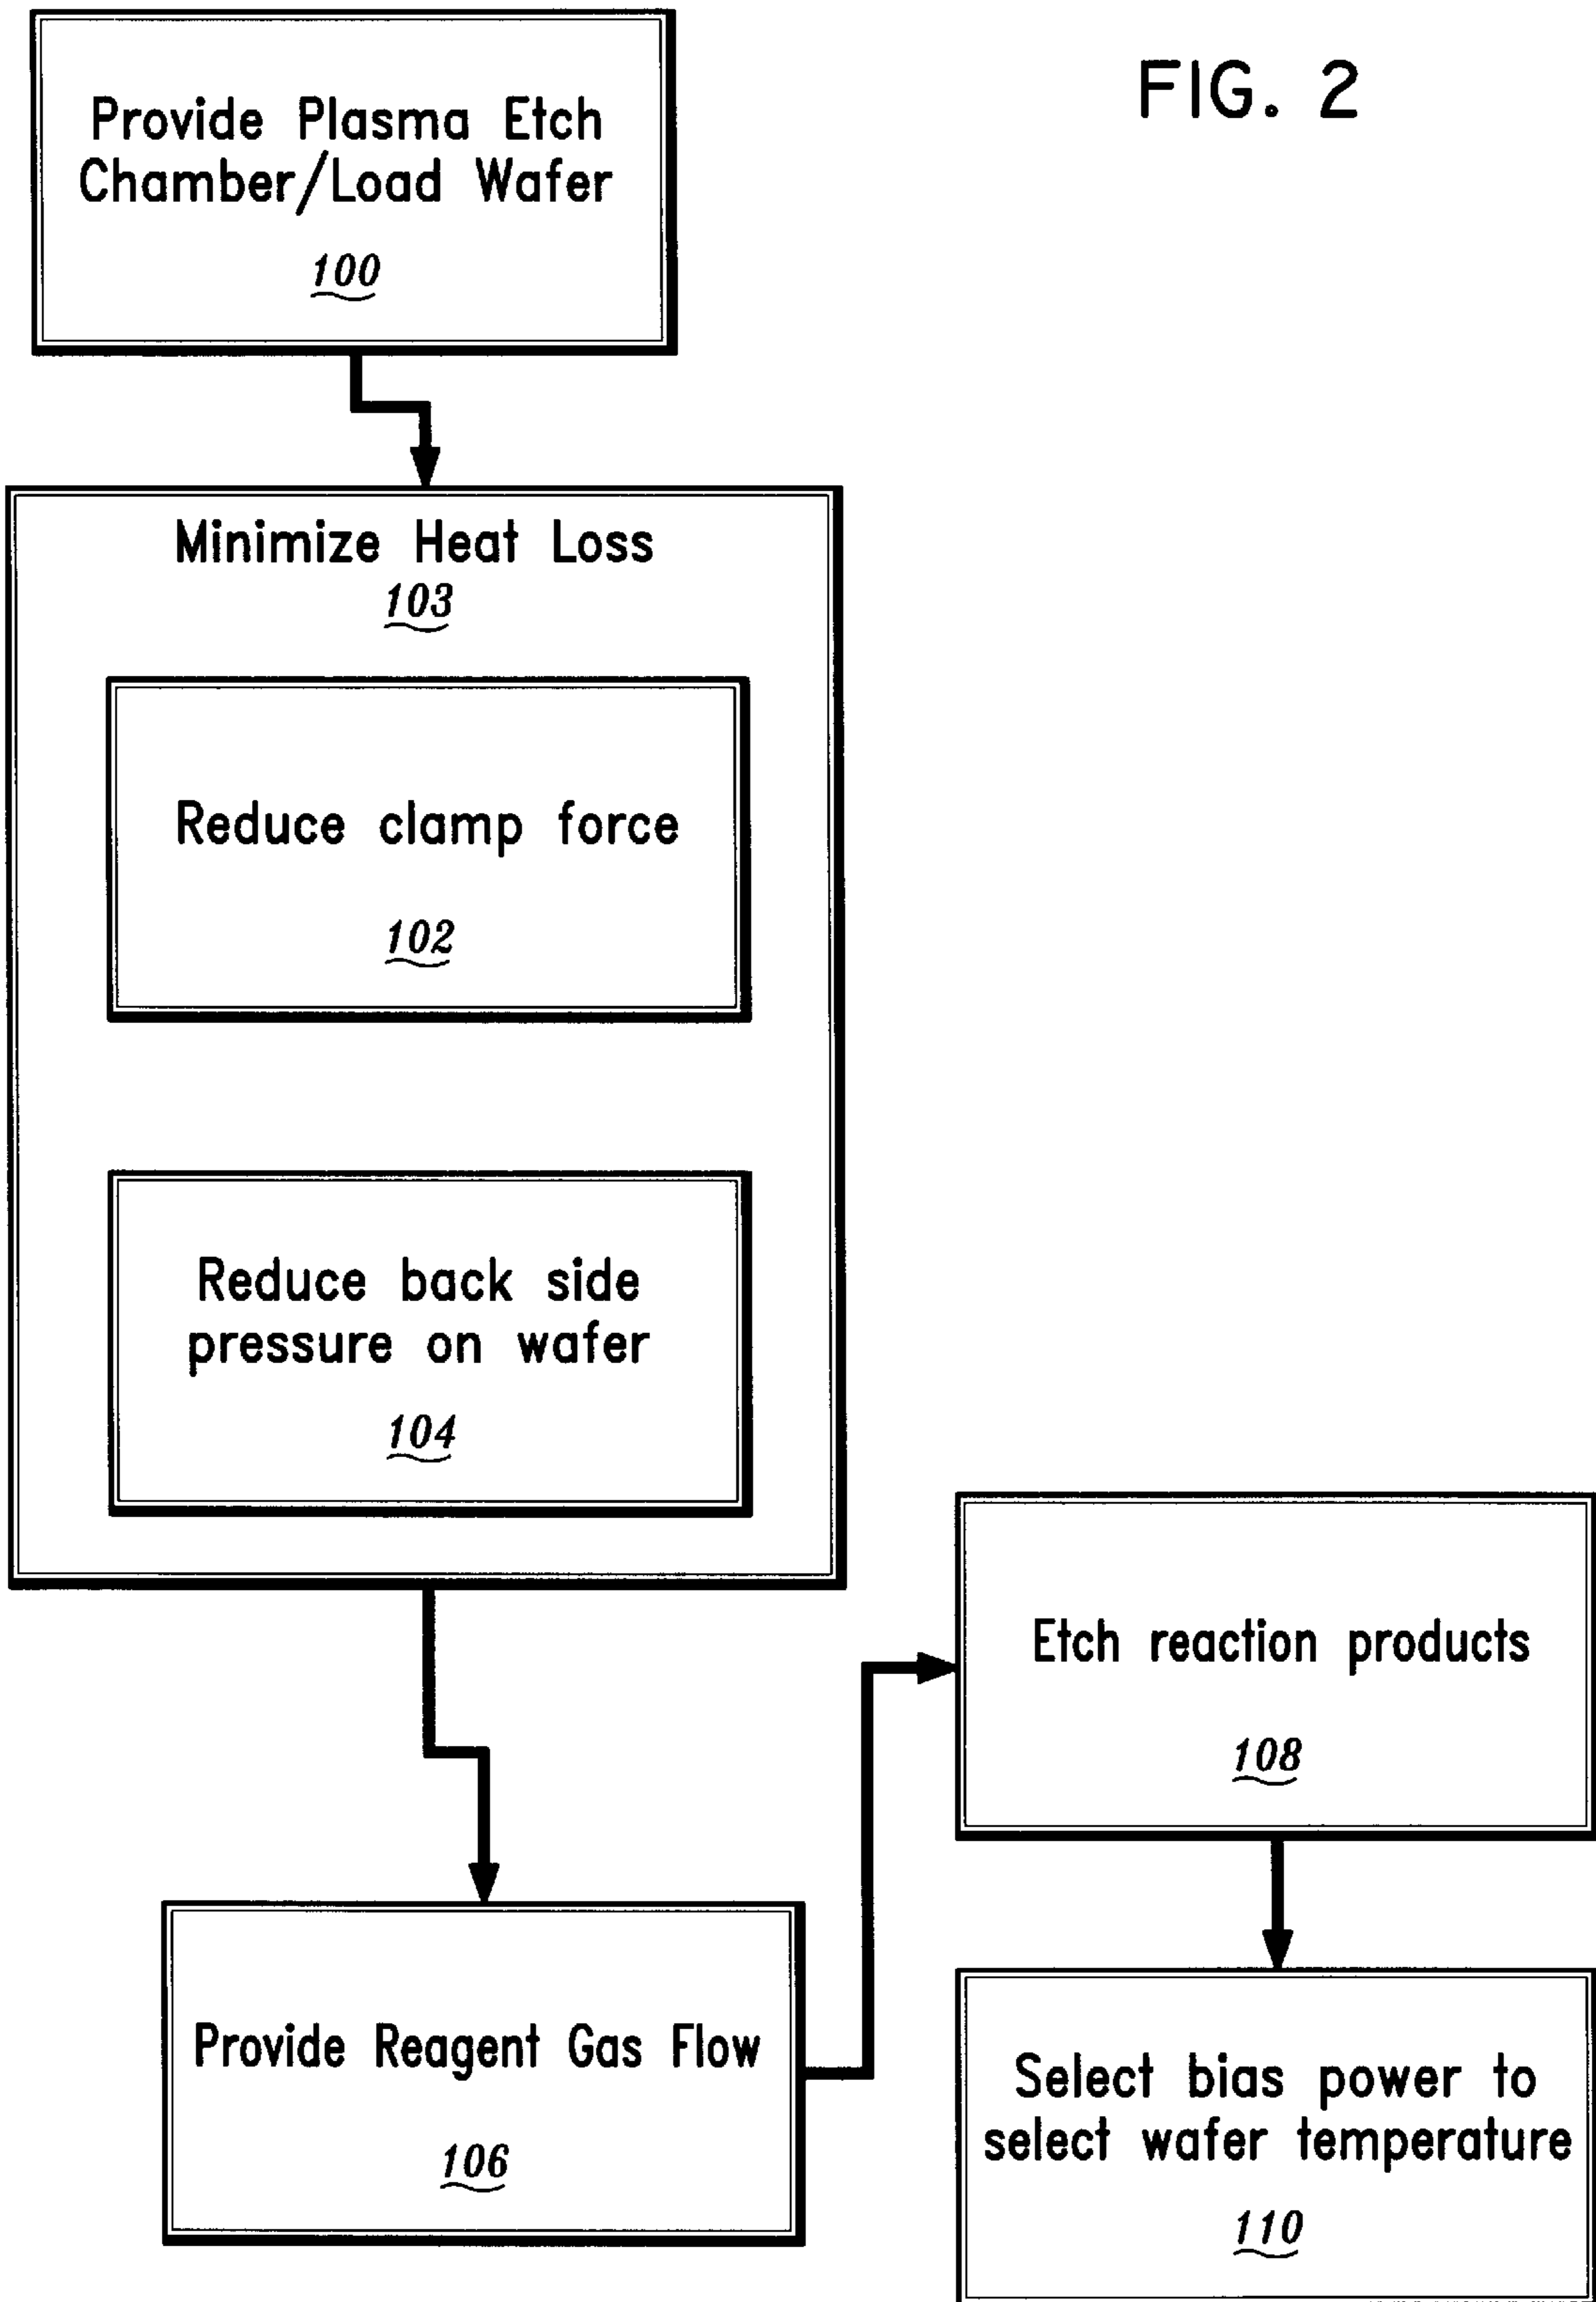 FIG. 2
Provide Plasma Etch
Chamber/Load Wafer
100
Minimize Heat Loss
103
Reduce clamp force
102
Reduce back side
pressure on wafer
104
Provide Reagent Gas Flow
106
Etch reaction products
108
Select bias power to
select wafer temperature
110